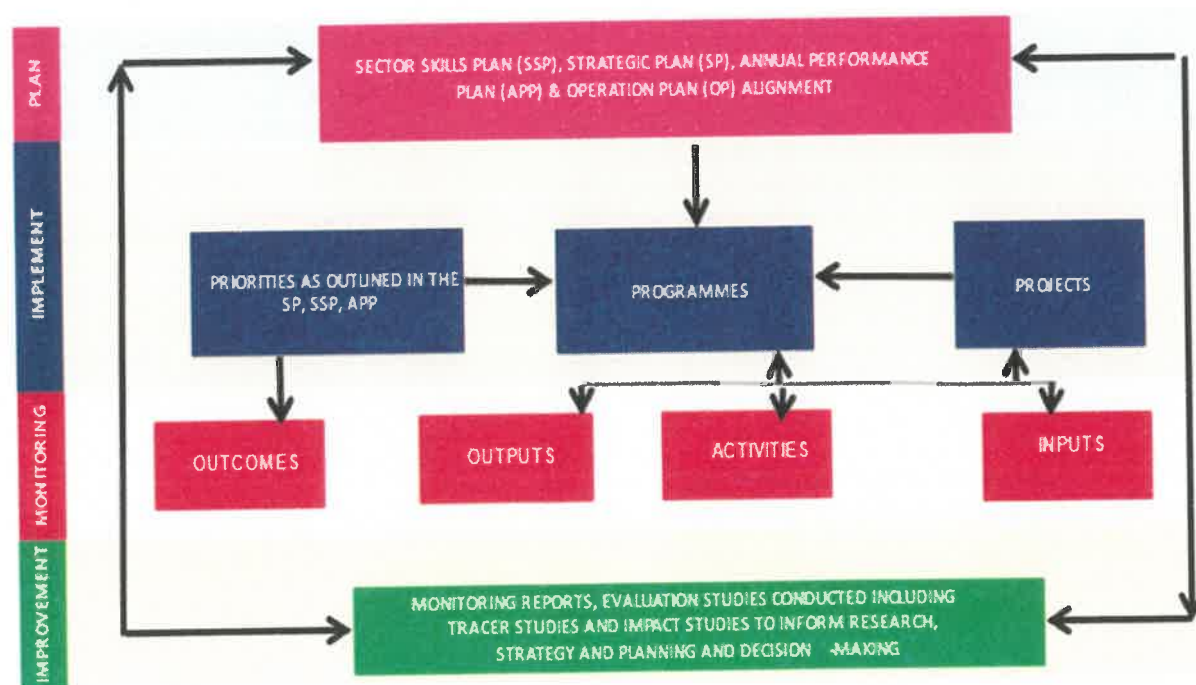 PLAN
SECTOR SKILLS PLAN (SSP), STRATEGIC PLAN (SP), ANNUAL PERFORMANCE
PLAN (APP) & OPERATION PLAN (OP) ALIGNMENT
IMPLEMENT
PRIORITIES AS OUTLINED IN THE
SP, SSP, APP
PROGRAMMES
PROJECTS
MONITORING
OUTCOMES
OUTPUTS
ACTIVITIES
INPUTS
IMPROVEMENT
MONITORING REPORTS, EVALUATION STUDIES CONDUCTED INCLUDING
TRACER STUDIES AND IMPACT STUDIES TO INFORM RESEARCH,
STRATEGY AND PLANNING AND DECISION -MAKING